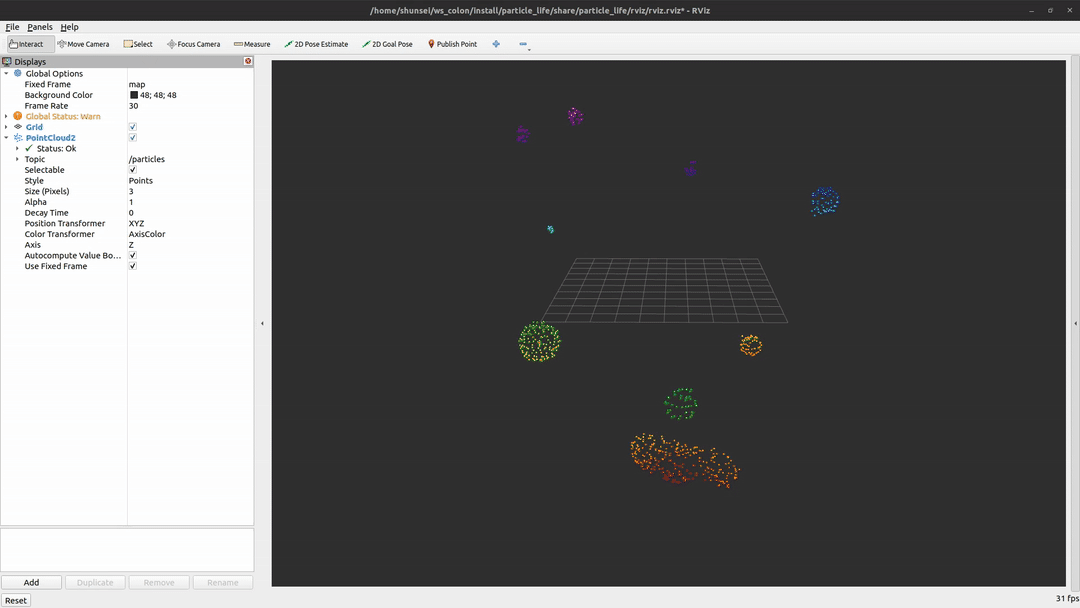 /home/shunsei/ws_colon/install/particle_life/share/particle_life/rviz/rviz.rviz* - RViz
File Panels Help
Interact Move Camera Select Focus Camera Measure 2D Pose Estimate 2D Goal Pose Publish Point
Displays
Global Options
Fixed Frame map
Background Color 48; 48; 48
Frame Rate 30
Global Status: Warn
Grid
PointCloud2
Status: Ok
Topic /particles
Selectable
Style Points
Size (Pixels) 3
Alpha 1
Decay Time 0
Position Transformer XYZ
Color Transformer AxisColor
Axis Z
Autocompute Value Bo...
Use Fixed Frame
Add Duplicate Remove Rename
Reset 31 fps